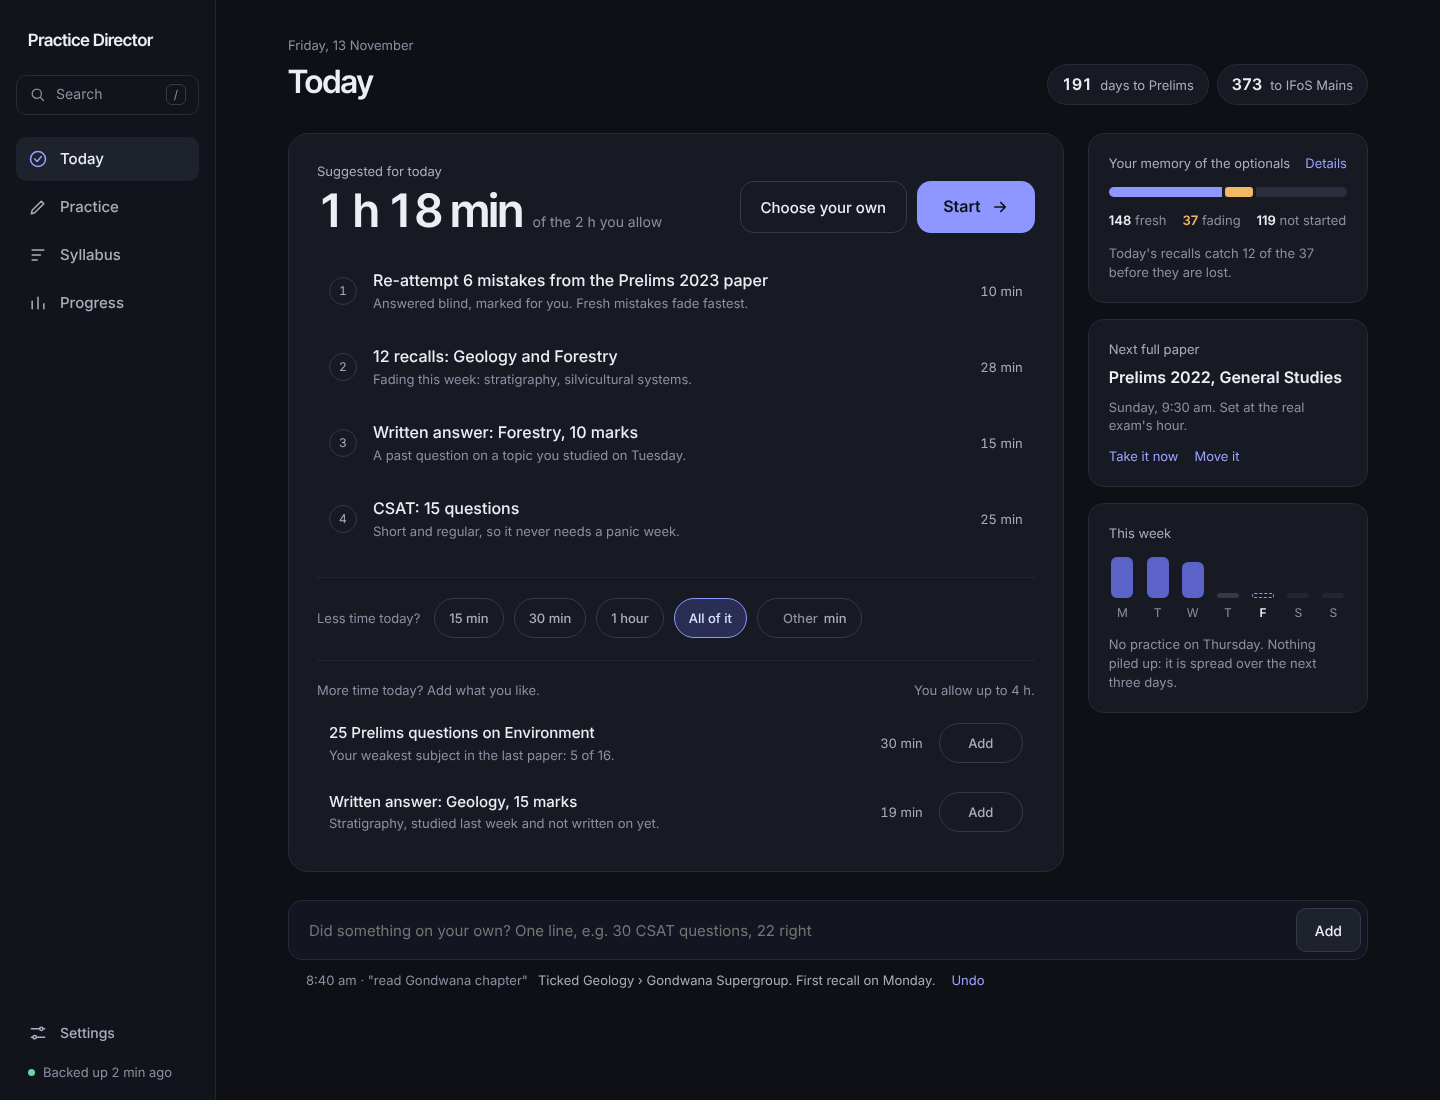 Practice Director
Search
/
Today
Practice
Syllabus
Progress
Settings
Backed up 2 min ago
Friday, 13 November
Today
191 days to Prelims
373 to IFoS Mains
Suggested for today
1 h 18 min of the 2 h you allow
Choose your own
Start →
1
Re-attempt 6 mistakes from the Prelims 2023 paper
Answered blind, marked for you. Fresh mistakes fade fastest.
10 min
2
12 recalls: Geology and Forestry
Fading this week: stratigraphy, silvicultural systems.
28 min
3
Written answer: Forestry, 10 marks
A past question on a topic you studied on Tuesday.
15 min
4
CSAT: 15 questions
Short and regular, so it never needs a panic week.
25 min
Less time today? 15 min 30 min 1 hour All of it Other min
More time today? Add what you like.
You allow up to 4 h.
25 Prelims questions on Environment
Your weakest subject in the last paper: 5 of 16.
30 min
Add
Written answer: Geology, 15 marks
Stratigraphy, studied last week and not written on yet.
19 min
Add
Your memory of the optionals Details
148 fresh 37 fading 119 not started
Today's recalls catch 12 of the 37
before they are lost.
Next full paper
Prelims 2022, General Studies
Sunday, 9:30 am. Set at the real
exam's hour.
Take it now Move it
This week
M T W T F S S
No practice on Thursday. Nothing
piled up: it is spread over the next
three days.
Did something on your own? One line, e.g. 30 CSAT questions, 22 right
Add
8:40 am · "read Gondwana chapter" Ticked Geology › Gondwana Supergroup. First recall on Monday. Undo